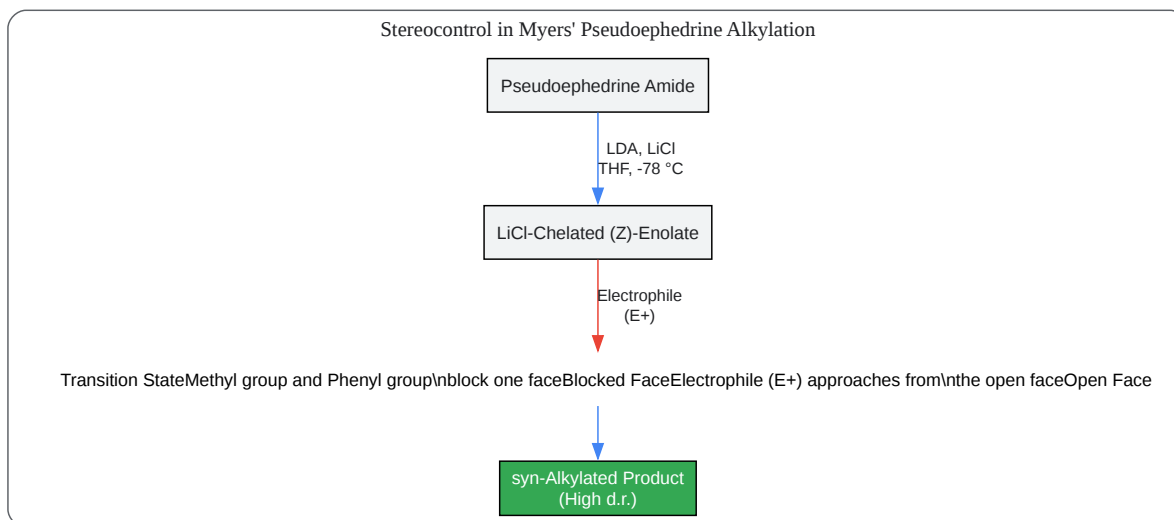 Stereocontrol in Myers' Pseudoephedrine Alkylation
Pseudoephedrine Amide
LDA, LiCl
THF, -78 °C
LiCl-Chelated (Z)-Enolate
Electrophile
(E+)
Transition StateMethyl group and Phenyl group\nblock one faceBlocked FaceElectrophile (E+) approaches from\nthe open faceOpen Face
syn-Alkylated Product
(High d.r.)